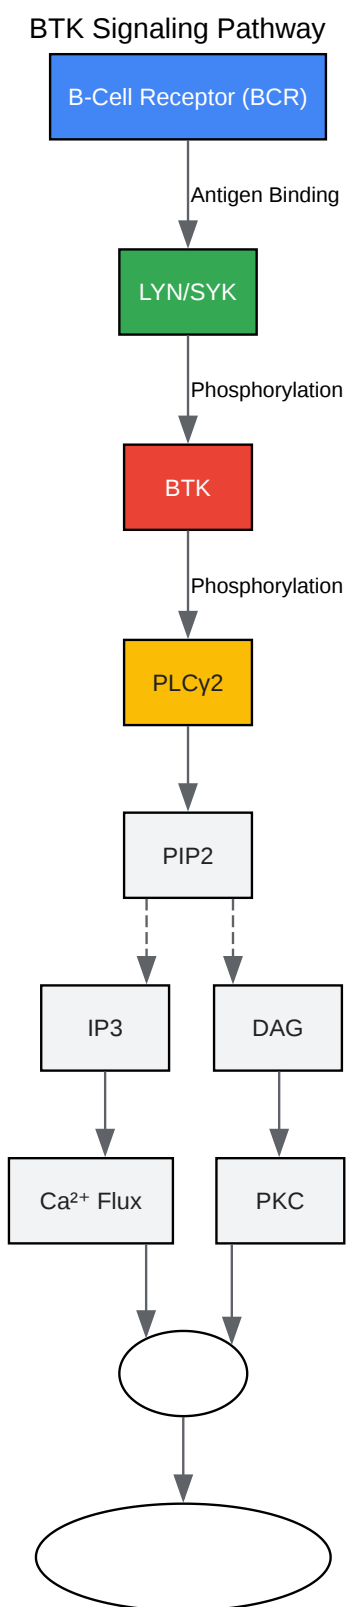 BTK Signaling Pathway
B-Cell Receptor (BCR)
Antigen Binding
LYN/SYK
Phosphorylation
BTK
Phosphorylation
PLCγ2
PIP2
IP3
DAG
Ca²⁺ Flux
PKC